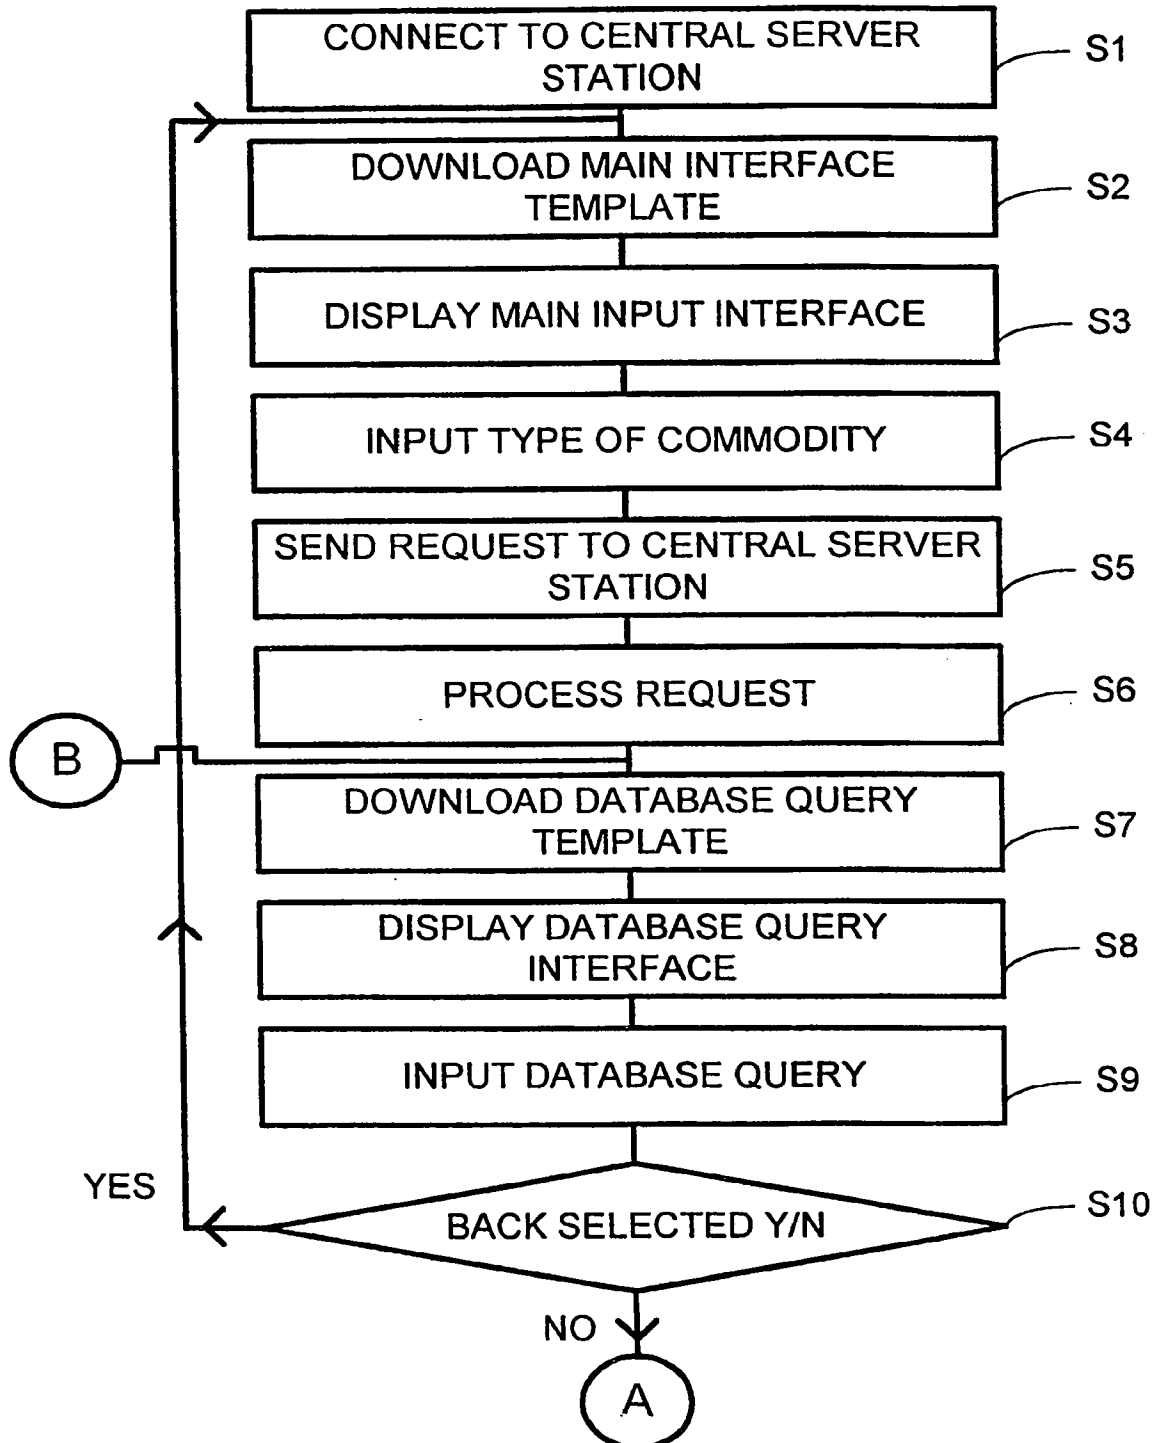 CONNECT TO CENTRAL SERVER
STATION
S1
DOWNLOAD MAIN INTERFACE
TEMPLATE
S2
DISPLAY MAIN INPUT INTERFACE
S3
INPUT TYPE OF COMMODITY
S4
SEND REQUEST TO CENTRAL SERVER
STATION
S5
PROCESS REQUEST
S6
B
DOWNLOAD DATABASE QUERY
TEMPLATE
S7
DISPLAY DATABASE QUERY
INTERFACE
S8
INPUT DATABASE QUERY
S9
YES
BACK SELECTED Y/N
S10
NO
A